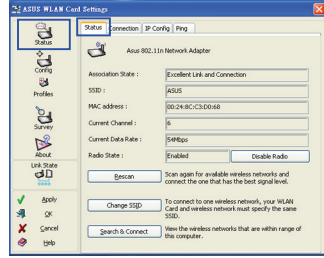 ASUS WLAN Card Settings
Status Connection IP Config Ping
Status
Config
Profiles
Survey
About
Link State
Apply
OK
Cancel
Help
Asus 802.11n Network Adapter
Association State : Excellent Link and Connection
SSID : ASUS
MAC address : 00:24:8C:C3:D0:68
Current Channel : 6
Current Data Rate : 54Mbps
Radio State : Enabled Disable Radio
Rescan Scan again for available wireless networks and
connect the one that has the best signal level.
Change SSID To connect to one wireless network, your WLAN
Card and wireless network must specify the same
SSID.
Search & Connect View the wireless networks that are within range of
this computer.